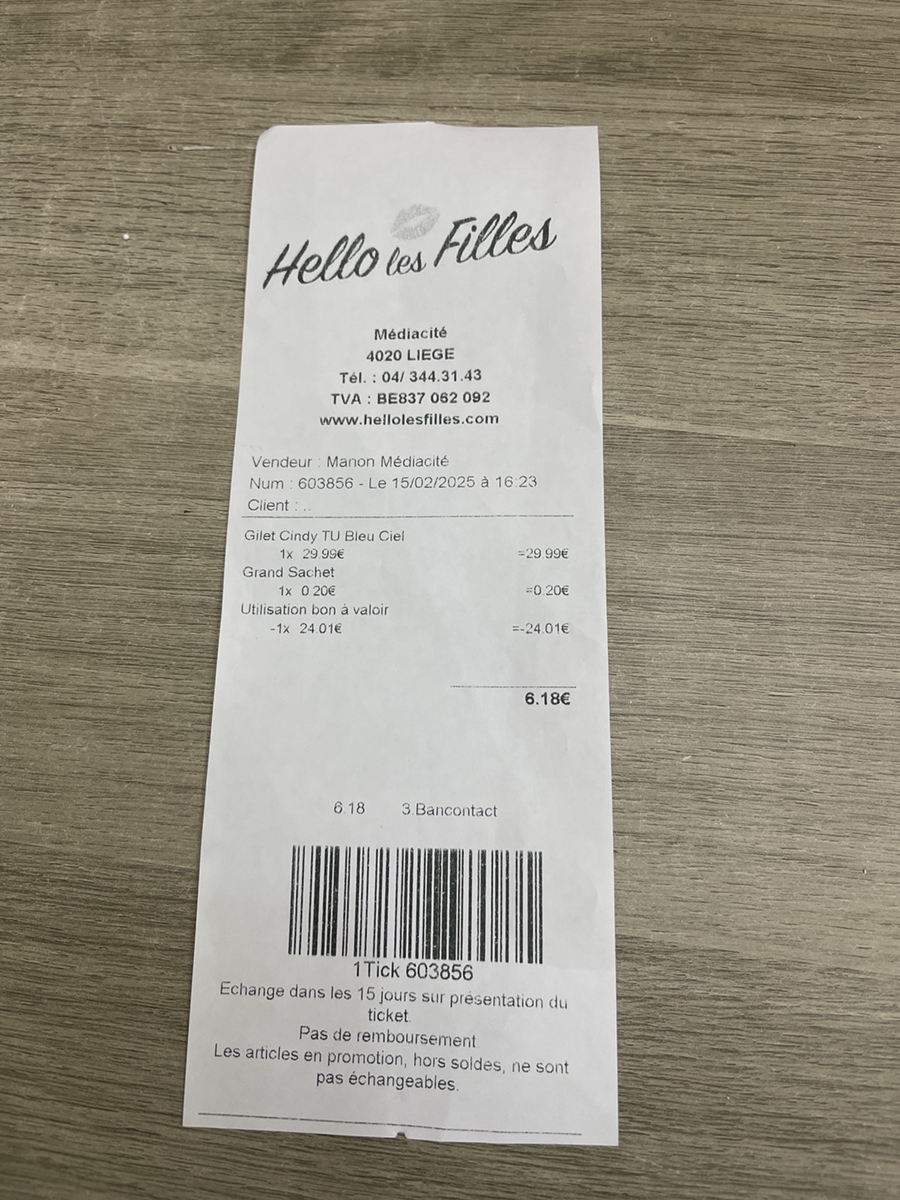 Hello les Filles
Médiacité
4020 LIEGE
Tél. : 04/ 344.31.43
TVA : BE837 062 092
www.hellolesfilles.com
Vendeur : Manon Médiacité
Num : 603856 - Le 15/02/2025 à 16:23
Client : ..
Gilet Cindy TU Bleu Ciel
1x 29.99€ =29.99€
Grand Sachet
1x 0.20€ =0.20€
Utilisation bon à valoir
-1x 24.01€ =-24.01€
6.18€
6.18 3.Bancontact
1Tick 603856
Echange dans les 15 jours sur présentation du
ticket.
Pas de remboursement.
Les articles en promotion, hors soldes, ne sont
pas échangeables.